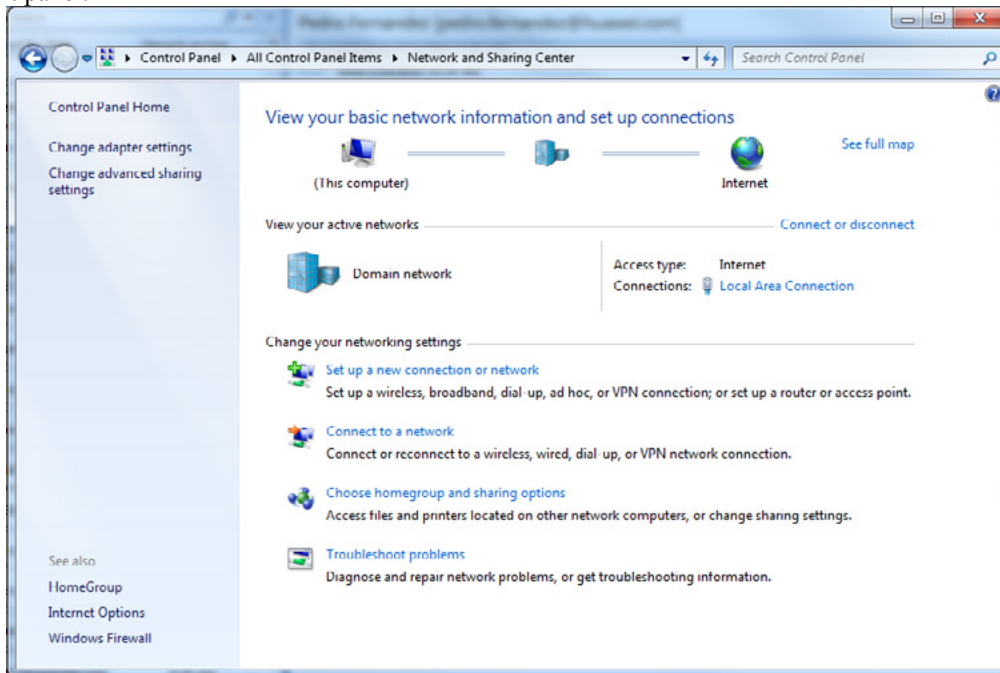 Control Panel ▸ All Control Panel Items ▸ Network and Sharing Center
Search Control Panel
Control Panel Home
Change adapter settings
Change advanced sharing
settings
See also
HomeGroup
Internet Options
Windows Firewall
View your basic network information and set up connections
See full map
(This computer)
Internet
View your active networks
Connect or disconnect
Domain network
Access type: Internet
Connections: Local Area Connection
Change your networking settings
Set up a new connection or network
Set up a wireless, broadband, dial-up, ad hoc, or VPN connection; or set up a router or access point.
Connect to a network
Connect or reconnect to a wireless, wired, dial-up, or VPN network connection.
Choose homegroup and sharing options
Access files and printers located on other network computers, or change sharing settings.
Troubleshoot problems
Diagnose and repair network problems, or get troubleshooting information.